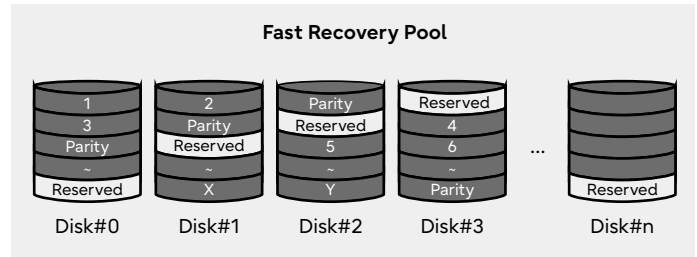 Fast Recovery Pool
1 2 Parity Reserved
3 Parity Reserved 4
Parity Reserved 5 6
~ ~ ~ ~ ...
Reserved X Y Parity Reserved
Disk#0 Disk#1 Disk#2 Disk#3 Disk#n